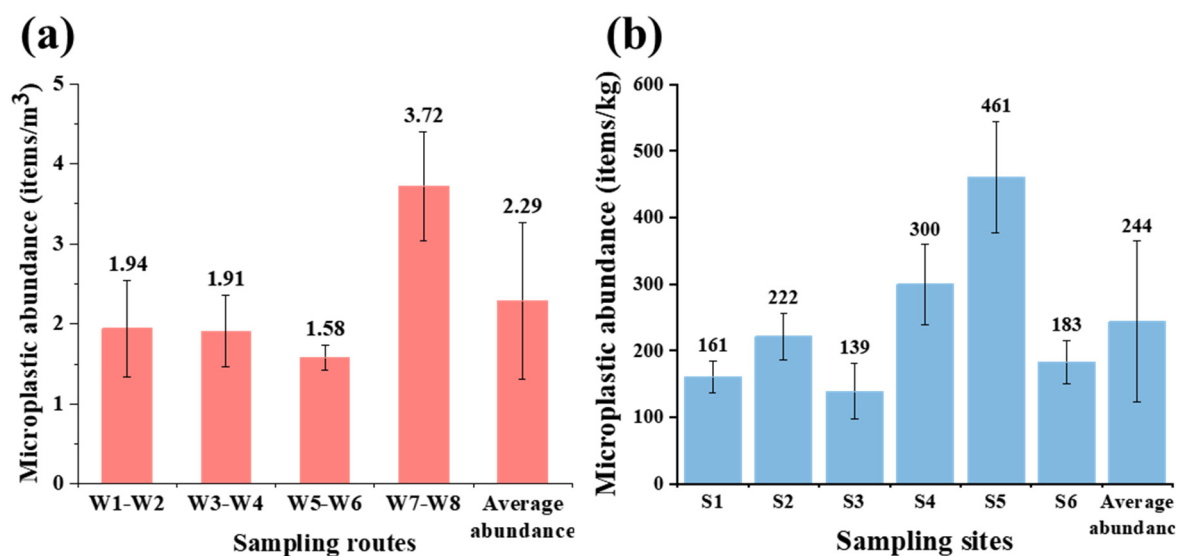 (a)
Microplastic abundance (items/m³)
5
4
3
2
1
0
1.94
1.91
1.58
3.72
2.29
W1-W2
W3-W4
W5-W6
W7-W8
Average
abundance
Sampling routes
(b)
Microplastic abundance (items/kg)
600
500
400
300
200
100
0
161
222
139
300
461
183
244
S1
S2
S3
S4
S5
S6
Average
abundanc
Sampling sites